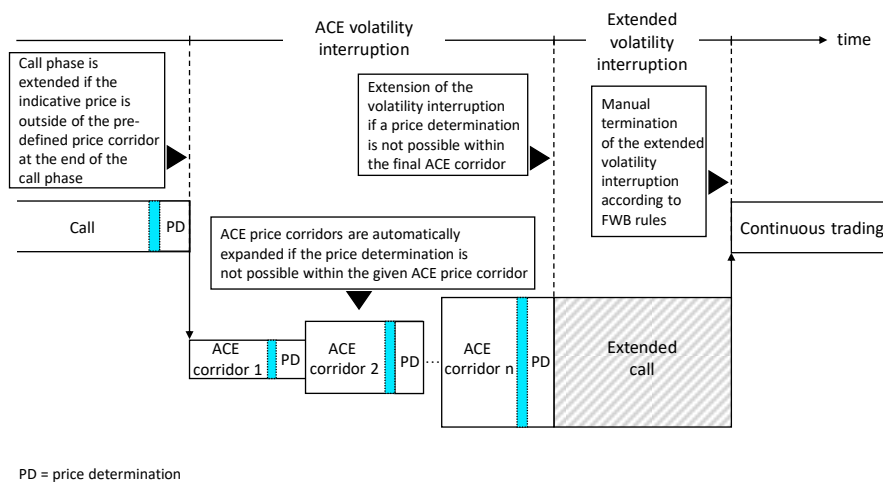 ACE volatility
interruption
Extended
volatility
interruption
time
Call phase is
extended if the
indicative price is
outside of the pre-
defined price corridor
at the end of the
call phase
Extension of the
volatility interruption
if a price determination
is not possible within
the final ACE corridor
Manual
termination
of the extended
volatility
interruption
according to
FWB rules
Call
PD
ACE price corridors are automatically
expanded if the price determination is
not possible within the given ACE price corridor
Continuous trading
ACE
corridor 1
PD
ACE
corridor 2
PD
...
ACE
corridor n
PD
Extended
call
PD = price determination